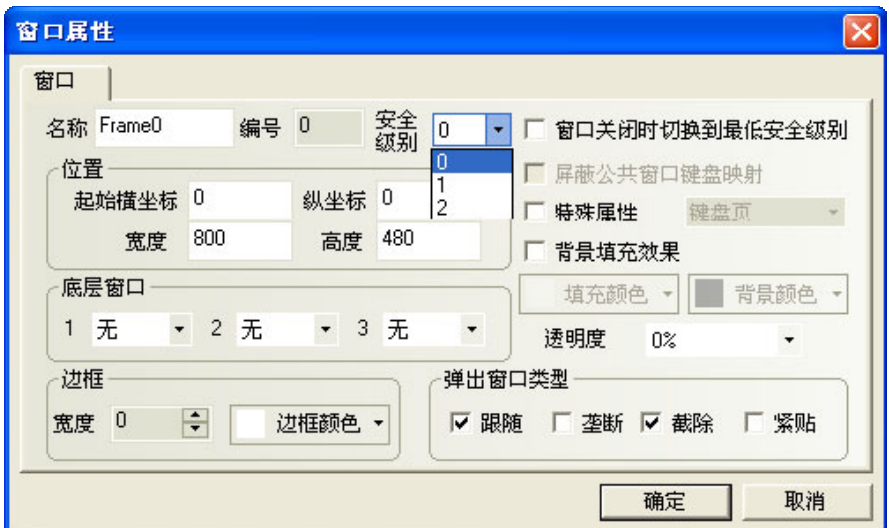 窗口属性
窗口
名称 Frame0 编号 0 安全级别 0 窗口关闭时切换到最低安全级别
0
1
2
位置
屏蔽公共窗口键盘映射
起始横坐标 0 纵坐标 0 特殊属性 键盘页
宽度 800 高度 480 背景填充效果
底层窗口 填充颜色 背景颜色
1 无 2 无 3 无 透明度 0%
边框 弹出窗口类型
宽度 0 边框颜色 跟随 垄断 截除 紧贴
确定 取消